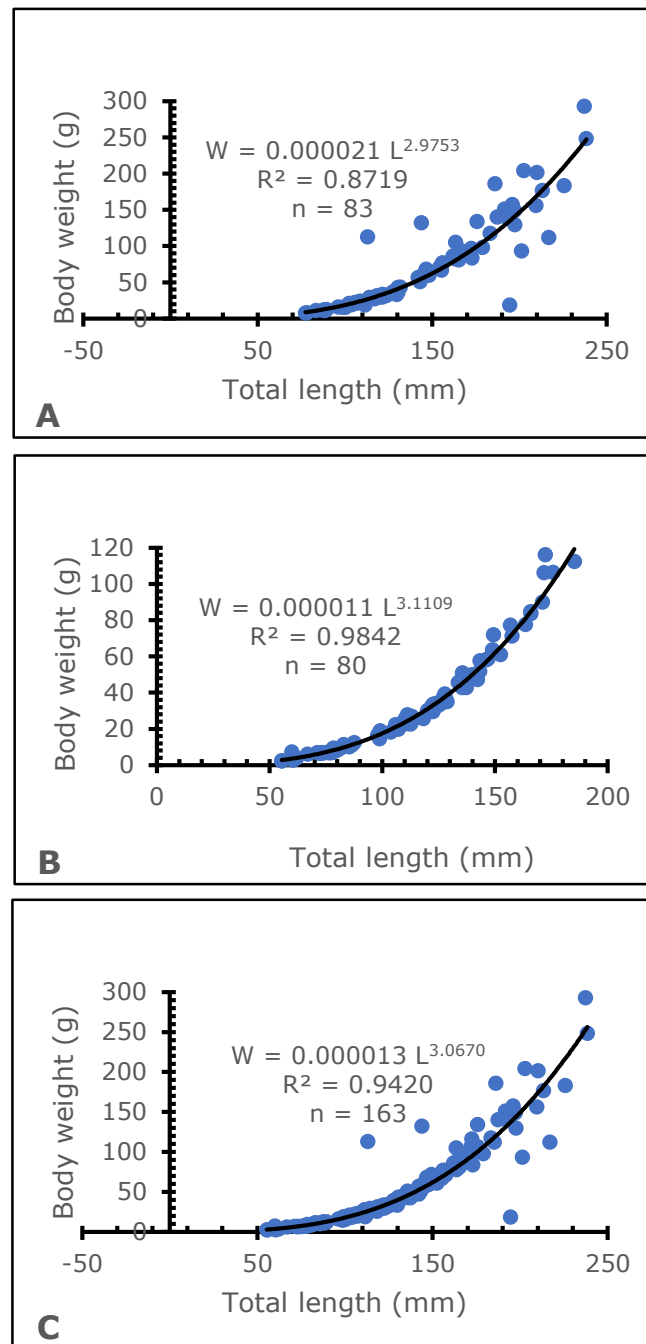 300
250
200
150
100
50
0
Body weight (g)
W = 0.000021 L2.9753
R² = 0.8719
n = 83
-50 50 150 250
Total length (mm)
A
120
100
80
60
40
20
0
Body weight (g)
W = 0.000011 L3.1109
R² = 0.9842
n = 80
0 50 100 150 200
Total length (mm)
B
300
250
200
150
100
50
0
Body weight (g)
W = 0.000013 L3.0670
R² = 0.9420
n = 163
-50 50 150 250
Total length (mm)
C